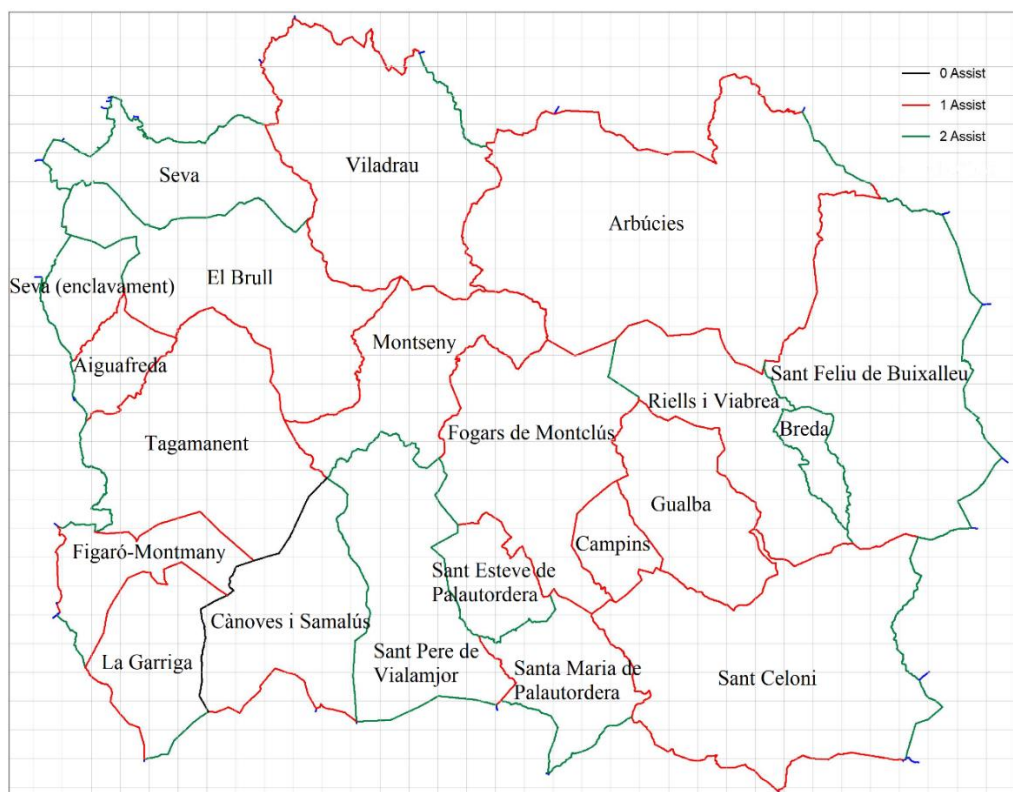 0 Assist
1 Assist
2 Assist
Viladrau
Seva
Arbúcies
El Brull
Seva (enclavament)
Montseny
Aiguafreda
Sant Feliu de Buixalleu
Riells i Viabrea
Breda
Tagamanent
Fogars de Montclús
Gualba
Campins
Figaró-Montmany
Sant Esteve de
Palautordera
Cànoves i Samalús
La Garriga
Sant Pere de
Vialamjor
Santa Maria de
Palautordera
Sant Celoni